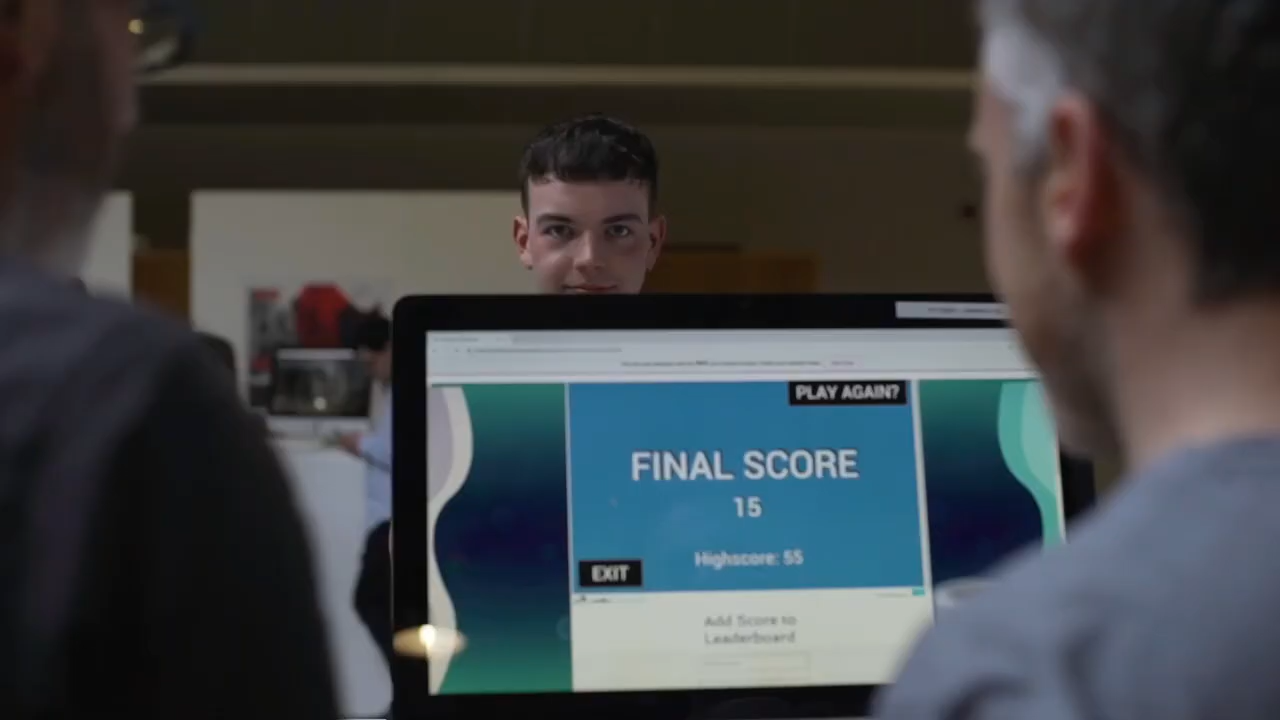 PLAY AGAIN?
FINAL SCORE
15
Highscore: 55
EXIT
Add Score to
Leaderboard